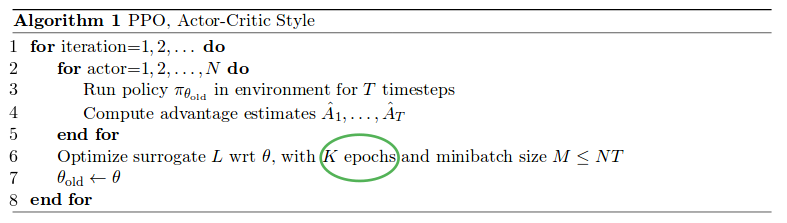 Algorithm 1 PPO, Actor-Critic Style
1 for iteration=1, 2, . . . do
2 for actor=1, 2, . . . , N do
3 Run policy π_θ_old in environment for T timesteps
4 Compute advantage estimates Â_1, . . . , Â_T
5 end for
6 Optimize surrogate L wrt θ, with K epochs and minibatch size M ≤ NT
7 θ_old ← θ
8 end for